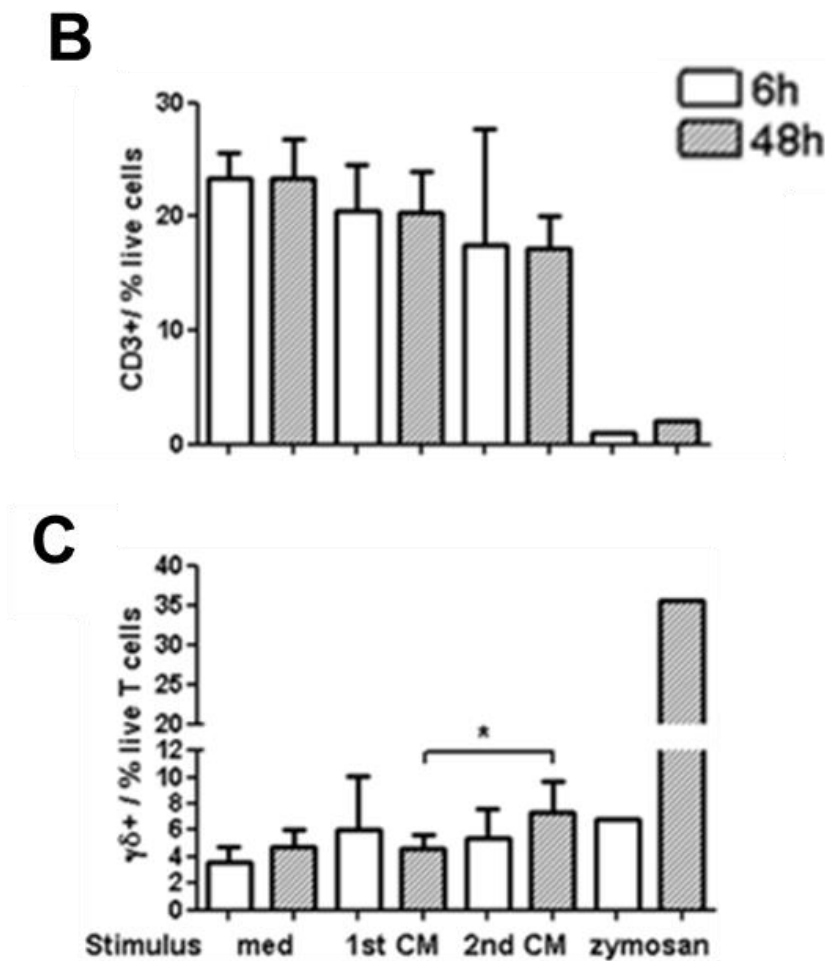 B
6h
48h
CD3+/ % live cells
30
20
10
0
C
γδ+ / % live T cells
40
35
30
25
20
12
10
8
6
4
2
0
*
Stimulus med 1st CM 2nd CM zymosan